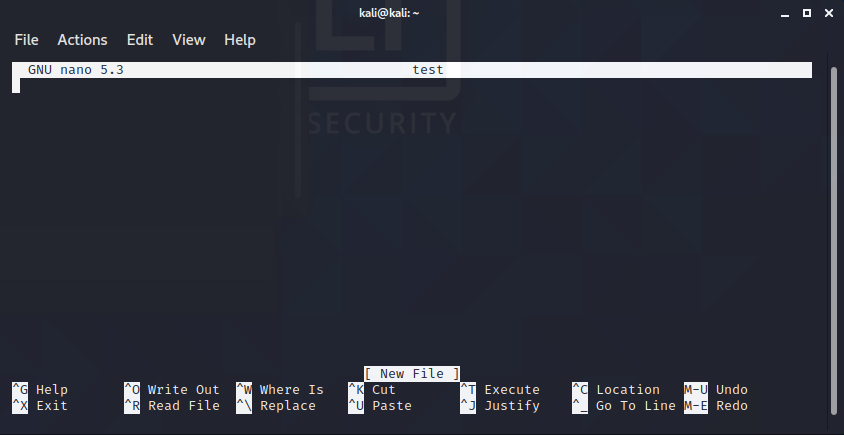 kali@kali: ~
File Actions Edit View Help
GNU nano 5.3 test
SECURITY
[ New File ]
^G Help ^O Write Out ^W Where Is ^K Cut ^T Execute ^C Location M-U Undo
^X Exit ^R Read File ^\ Replace ^U Paste ^J Justify ^_ Go To Line M-E Redo